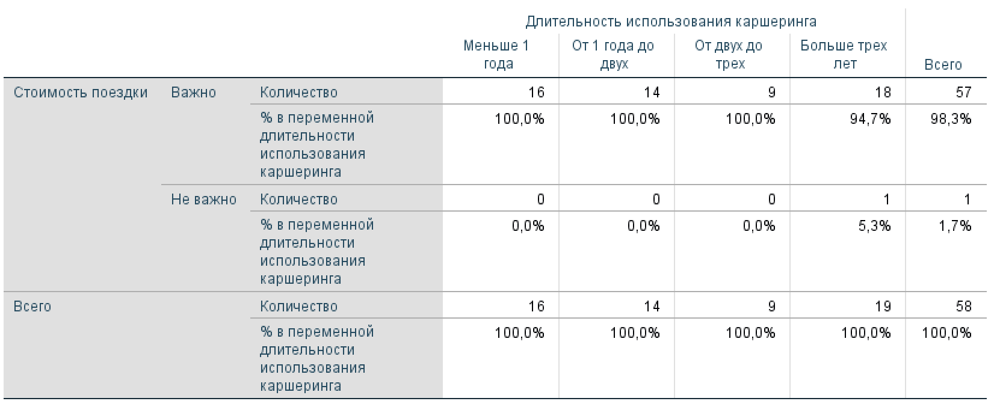 Длительность использования каршеринга
Меньше 1 года От 1 года до двух От двух до трех Больше трех лет Всего
Стоимость поездки Важно Количество 16 14 9 18 57
% в переменной длительности использования каршеринга 100,0% 100,0% 100,0% 94,7% 98,3%
Не важно Количество 0 0 0 1 1
% в переменной длительности использования каршеринга 0,0% 0,0% 0,0% 5,3% 1,7%
Всего Количество 16 14 9 19 58
% в переменной длительности использования каршеринга 100,0% 100,0% 100,0% 100,0% 100,0%